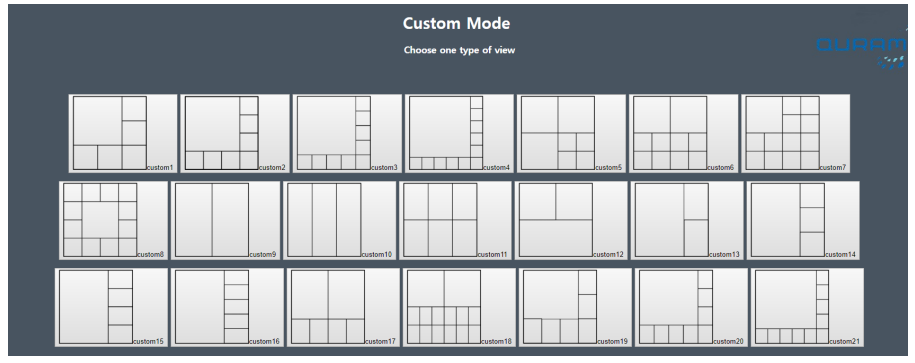 Custom Mode
Choose one type of view
custom1
custom2
custom3
custom4
custom5
custom6
custom7
custom8
custom9
custom10
custom11
custom12
custom13
custom14
custom15
custom16
custom17
custom18
custom19
custom20
custom21